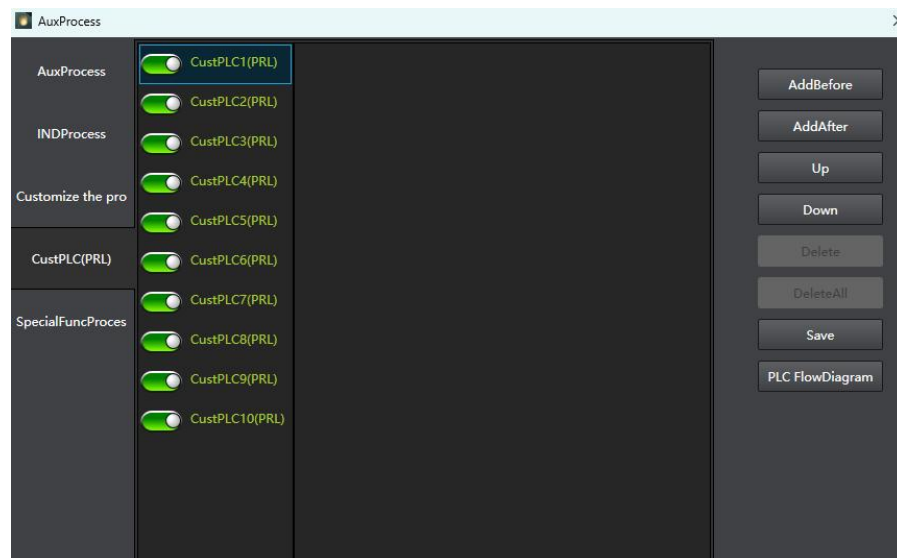 AuxProcess
AuxProcess
INDProcess
Customize the pro
CustPLC(PRL)
SpecialFuncProces
CustPLC1(PRL)
CustPLC2(PRL)
CustPLC3(PRL)
CustPLC4(PRL)
CustPLC5(PRL)
CustPLC6(PRL)
CustPLC7(PRL)
CustPLC8(PRL)
CustPLC9(PRL)
CustPLC10(PRL)
AddBefore
AddAfter
Up
Down
Delete
DeleteAll
Save
PLC FlowDiagram